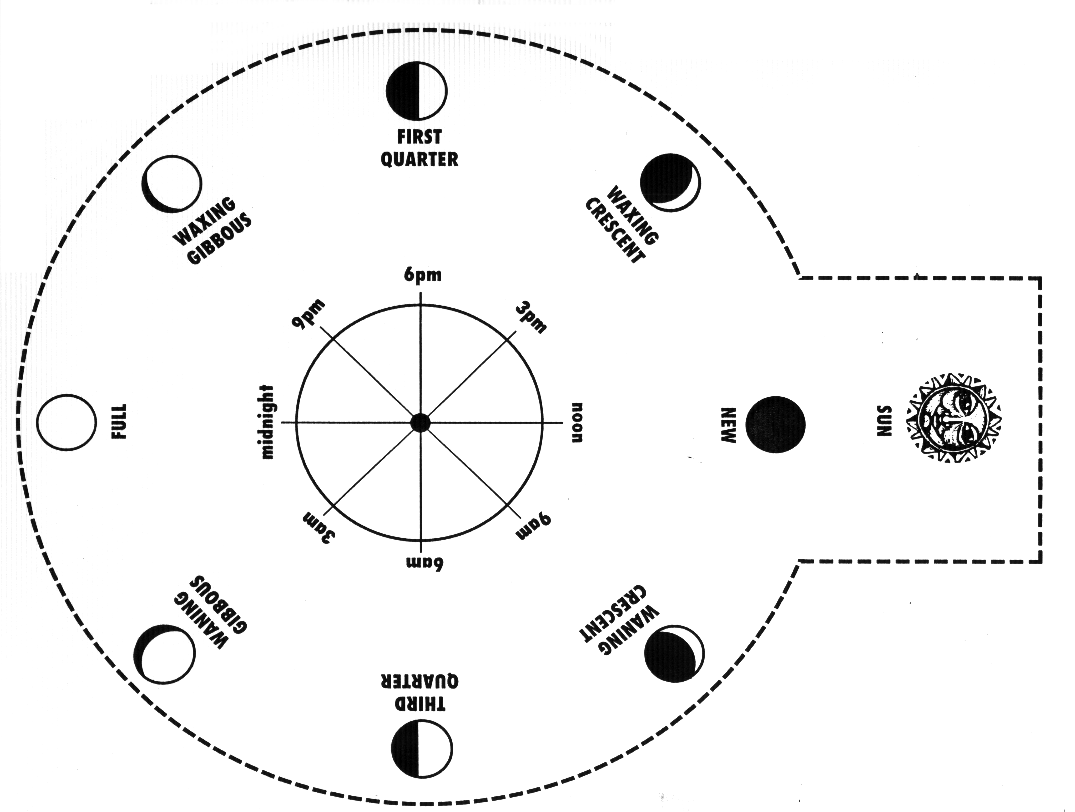 FIRST
QUARTER
WAXING
GIBBOUS
WAXING
CRESCENT
6pm
9pm
3pm
midnight
noon
FULL
NEW
SUN
3am
9am
6am
WANING
GIBBOUS
WANING
CRESCENT
THIRD
QUARTER